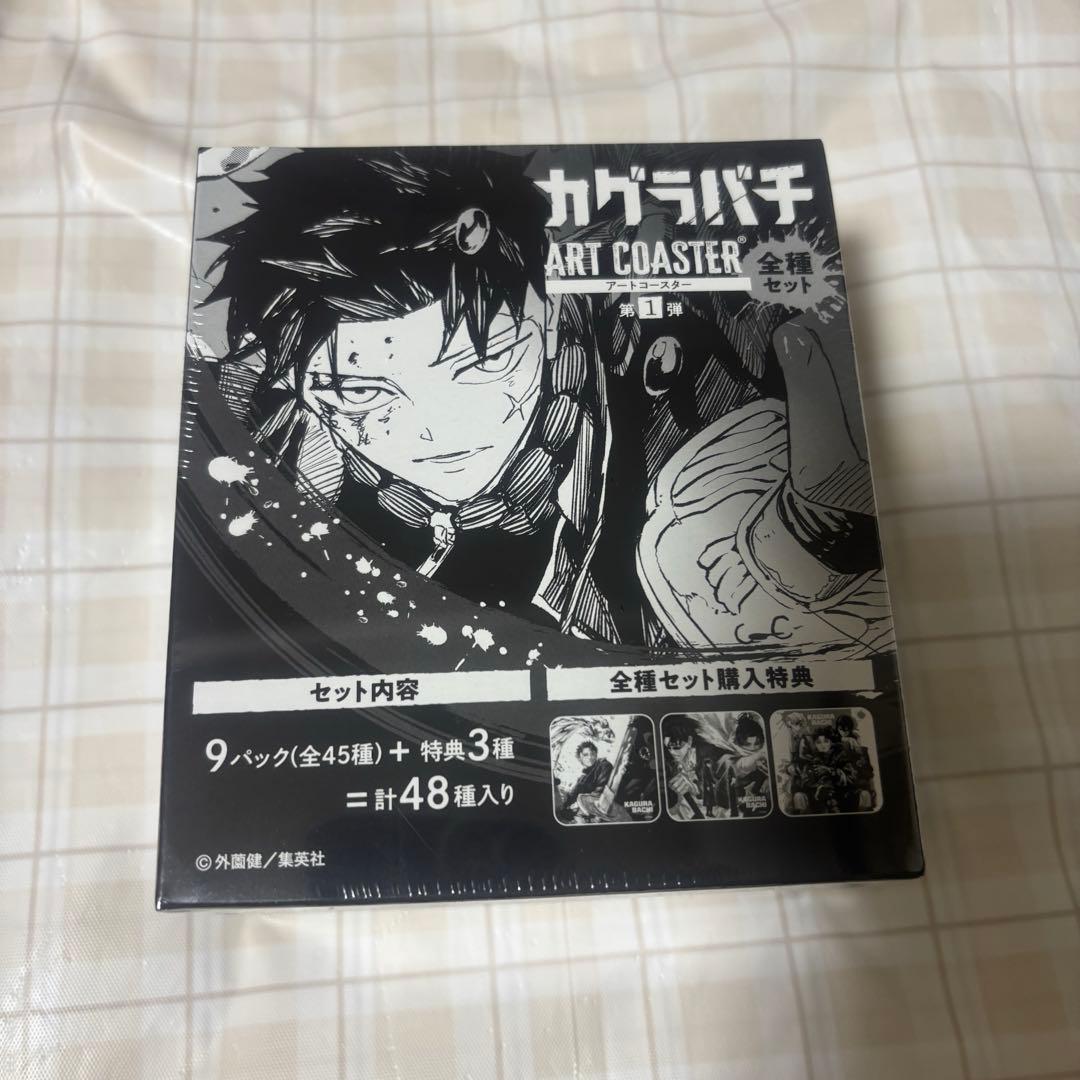 カグラバチ
ART COASTER®
アートコースター
第1弾
全種
セット
セット内容
9パック(全45種)+ 特典3種
=計48種入り
全種セット購入特典
KAGURA
BACHI
KAGURA
BACHI
KAGURA
BACHI
©外薗健/集英社